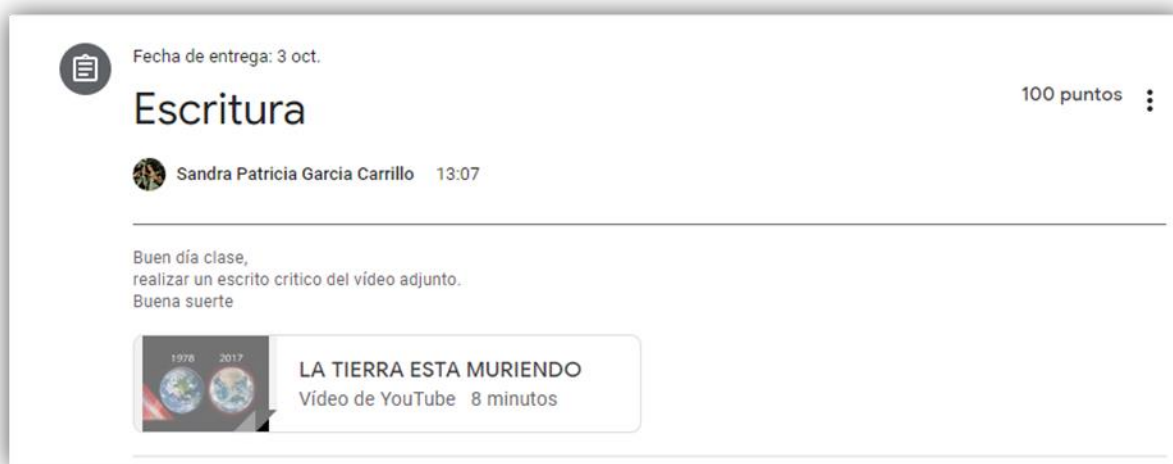 Fecha de entrega: 3 oct.
Escritura
100 puntos
Sandra Patricia Garcia Carrillo 13:07
Buen día clase,
realizar un escrito critico del vídeo adjunto.
Buena suerte
1978 2017
LA TIERRA ESTA MURIENDO
Vídeo de YouTube 8 minutos